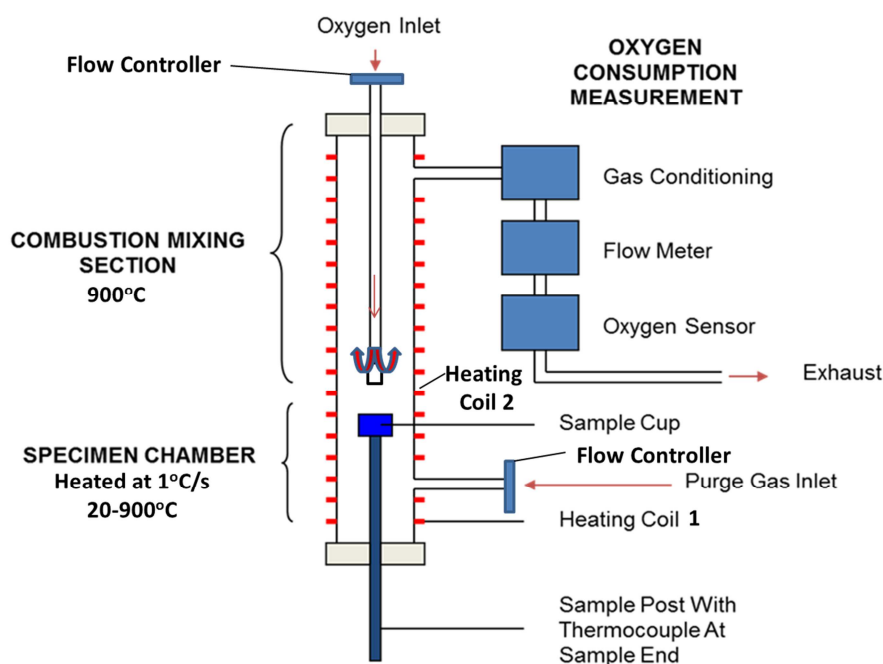 Oxygen Inlet
Flow Controller
OXYGEN
CONSUMPTION
MEASUREMENT
Gas Conditioning
COMBUSTION MIXING
SECTION
900°C
Flow Meter
Oxygen Sensor
Exhaust
Heating
Coil 2
Sample Cup
SPECIMEN CHAMBER
Heated at 1°C/s
20-900°C
Flow Controller
Purge Gas Inlet
Heating Coil 1
Sample Post With
Thermocouple At
Sample End